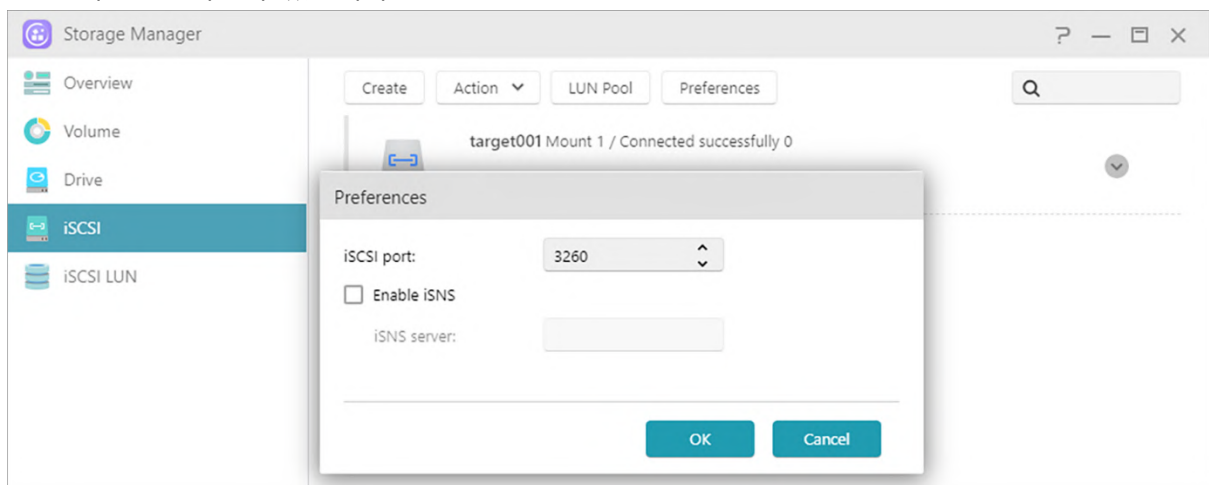 Storage Manager
Overview
Volume
Drive
iSCSI
iSCSI LUN
Create
Action
LUN Pool
Preferences
target001 Mount 1 / Connected successfully 0
Preferences
iSCSI port:
3260
Enable iSNS
iSNS server:
OK
Cancel